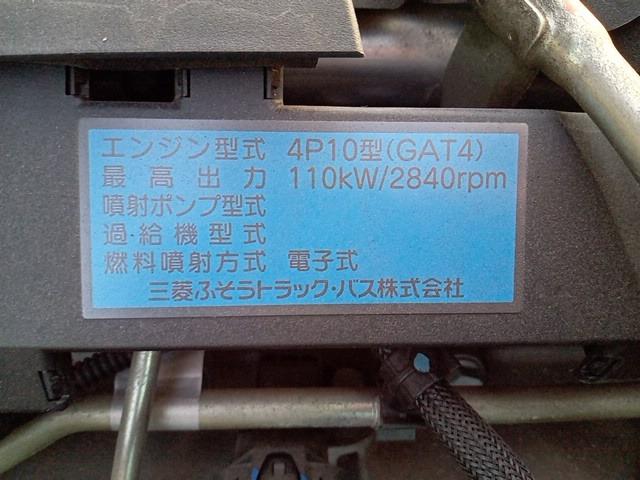 エンジン型式 4P10型(GAT4)
最高出力 110kW/2840rpm
噴射ポンプ型式
過・給機型式
燃料噴射方式 電子式
三菱ふそうトラック・バス株式会社